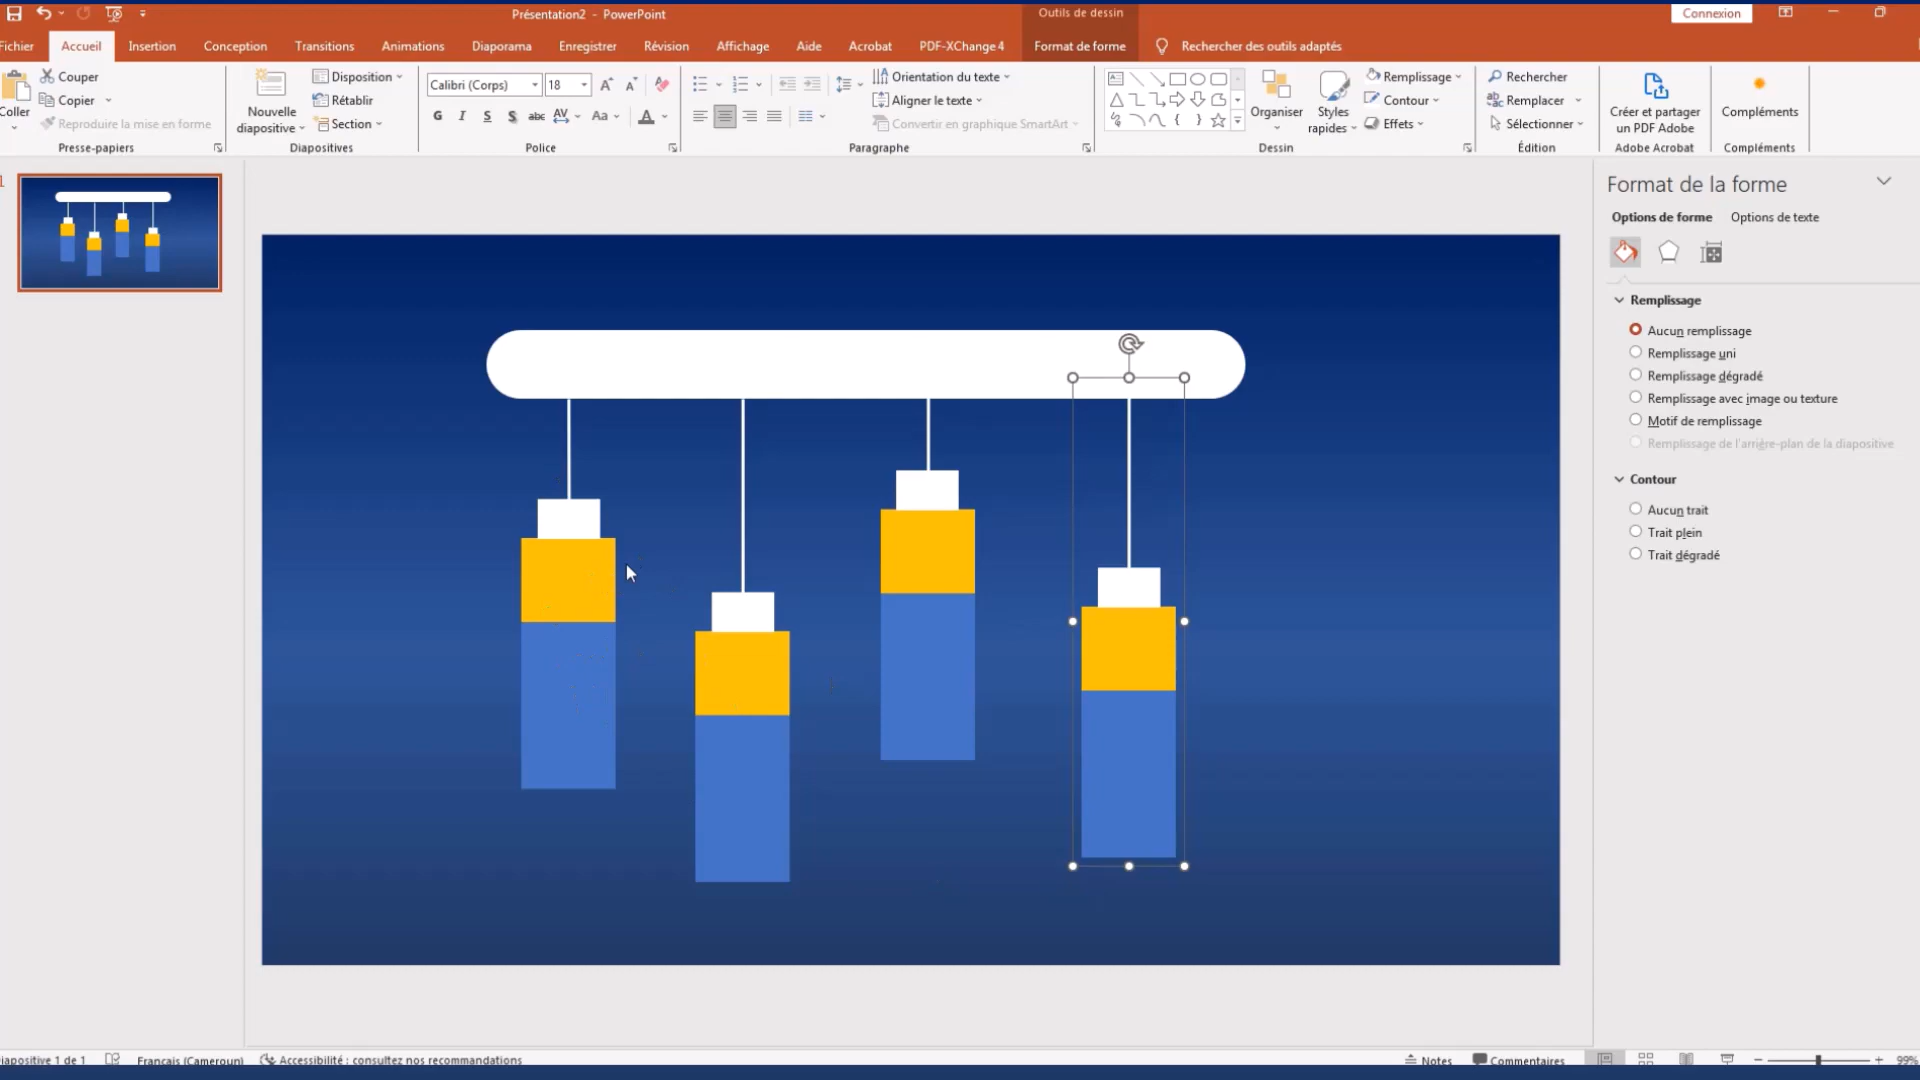 Présentation2 - PowerPoint
Outils de dessin
Connexion
Fichier Accueil Insertion Conception Transitions Animations Diaporama Enregistrer Révision Affichage Aide Acrobat PDF-XChange 4 Format de forme Rechercher des outils adaptés
Coller
Couper
Copier
Reproduire la mise en forme
Presse-papiers
Nouvelle
diapositive
Disposition
Rétablir
Section
Diapositives
Calibri (Corps) 18
G I S S abc AV Aa A
Police
Orientation du texte
Aligner le texte
Convertir en graphique SmartArt
Paragraphe
Organiser
Styles
rapides
Remplissage
Contour
Effets
Dessin
Rechercher
Remplacer
Sélectionner
Édition
Créer et partager
un PDF Adobe
Adobe Acrobat
Compléments
Compléments
1
Format de la forme
Options de forme Options de texte
Remplissage
Aucun remplissage
Remplissage uni
Remplissage dégradé
Remplissage avec image ou texture
Motif de remplissage
Remplissage de l'arrière-plan de la diapositive
Contour
Aucun trait
Trait plein
Trait dégradé
iapositive 1 de 1 Français (Cameroun) Accessibilité : consultez nos recommandations Notes Commentaires 99%